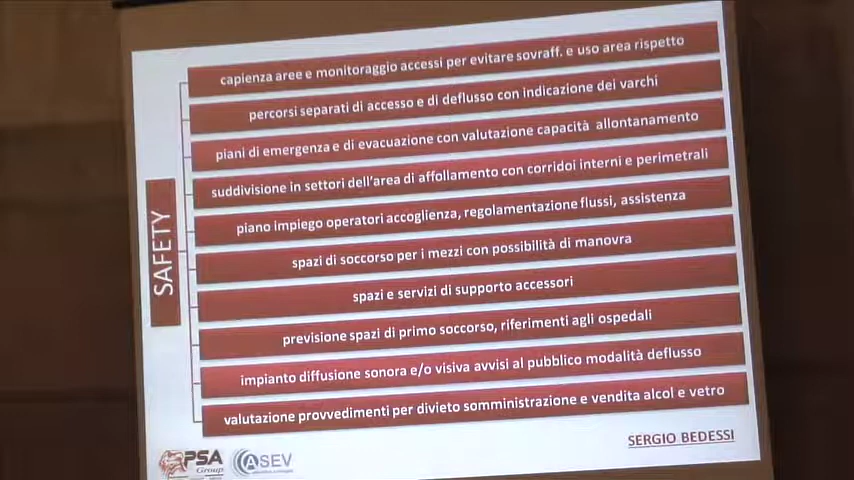 SAFETY
capienza aree e monitoraggio accessi per evitare sovraff. e uso area rispetto
percorsi separati di accesso e di deflusso con indicazione dei varchi
piani di emergenza e di evacuazione con valutazione capacità allontanamento
suddivisione in settori dell'area di affollamento con corridoi interni e perimetrali
piano impiego operatori accoglienza, regolamentazione flussi, assistenza
spazi di soccorso per i mezzi con possibilità di manovra
spazi e servizi di supporto accessori
previsione spazi di primo soccorso, riferimenti agli ospedali
impianto diffusione sonora e/o visiva avvisi al pubblico modalità deflusso
valutazione provvedimenti per divieto somministrazione e vendita alcol e vetro
SERGIO BEDESSI
PSA
Group
ASEV